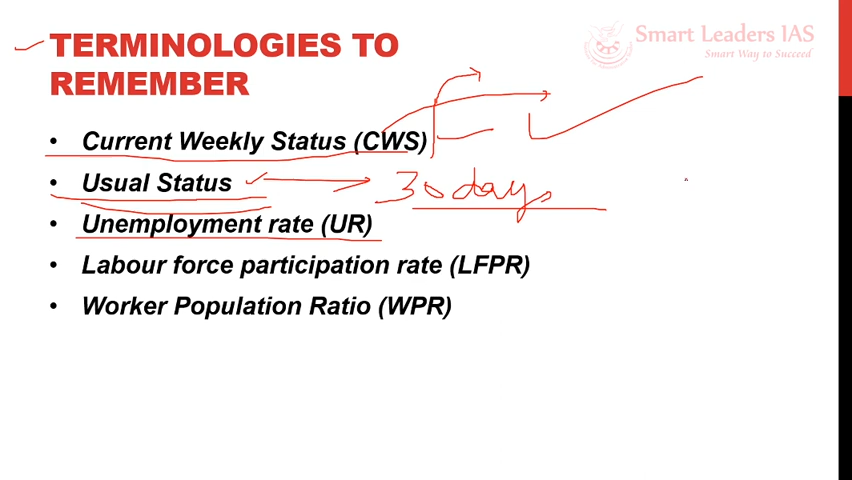 Smart Leaders IAS
Smart Way to Succeed
TERMINOLOGIES TO
REMEMBER
• Current Weekly Status (CWS)
• Usual Status
30 days
• Unemployment rate (UR)
• Labour force participation rate (LFPR)
• Worker Population Ratio (WPR)